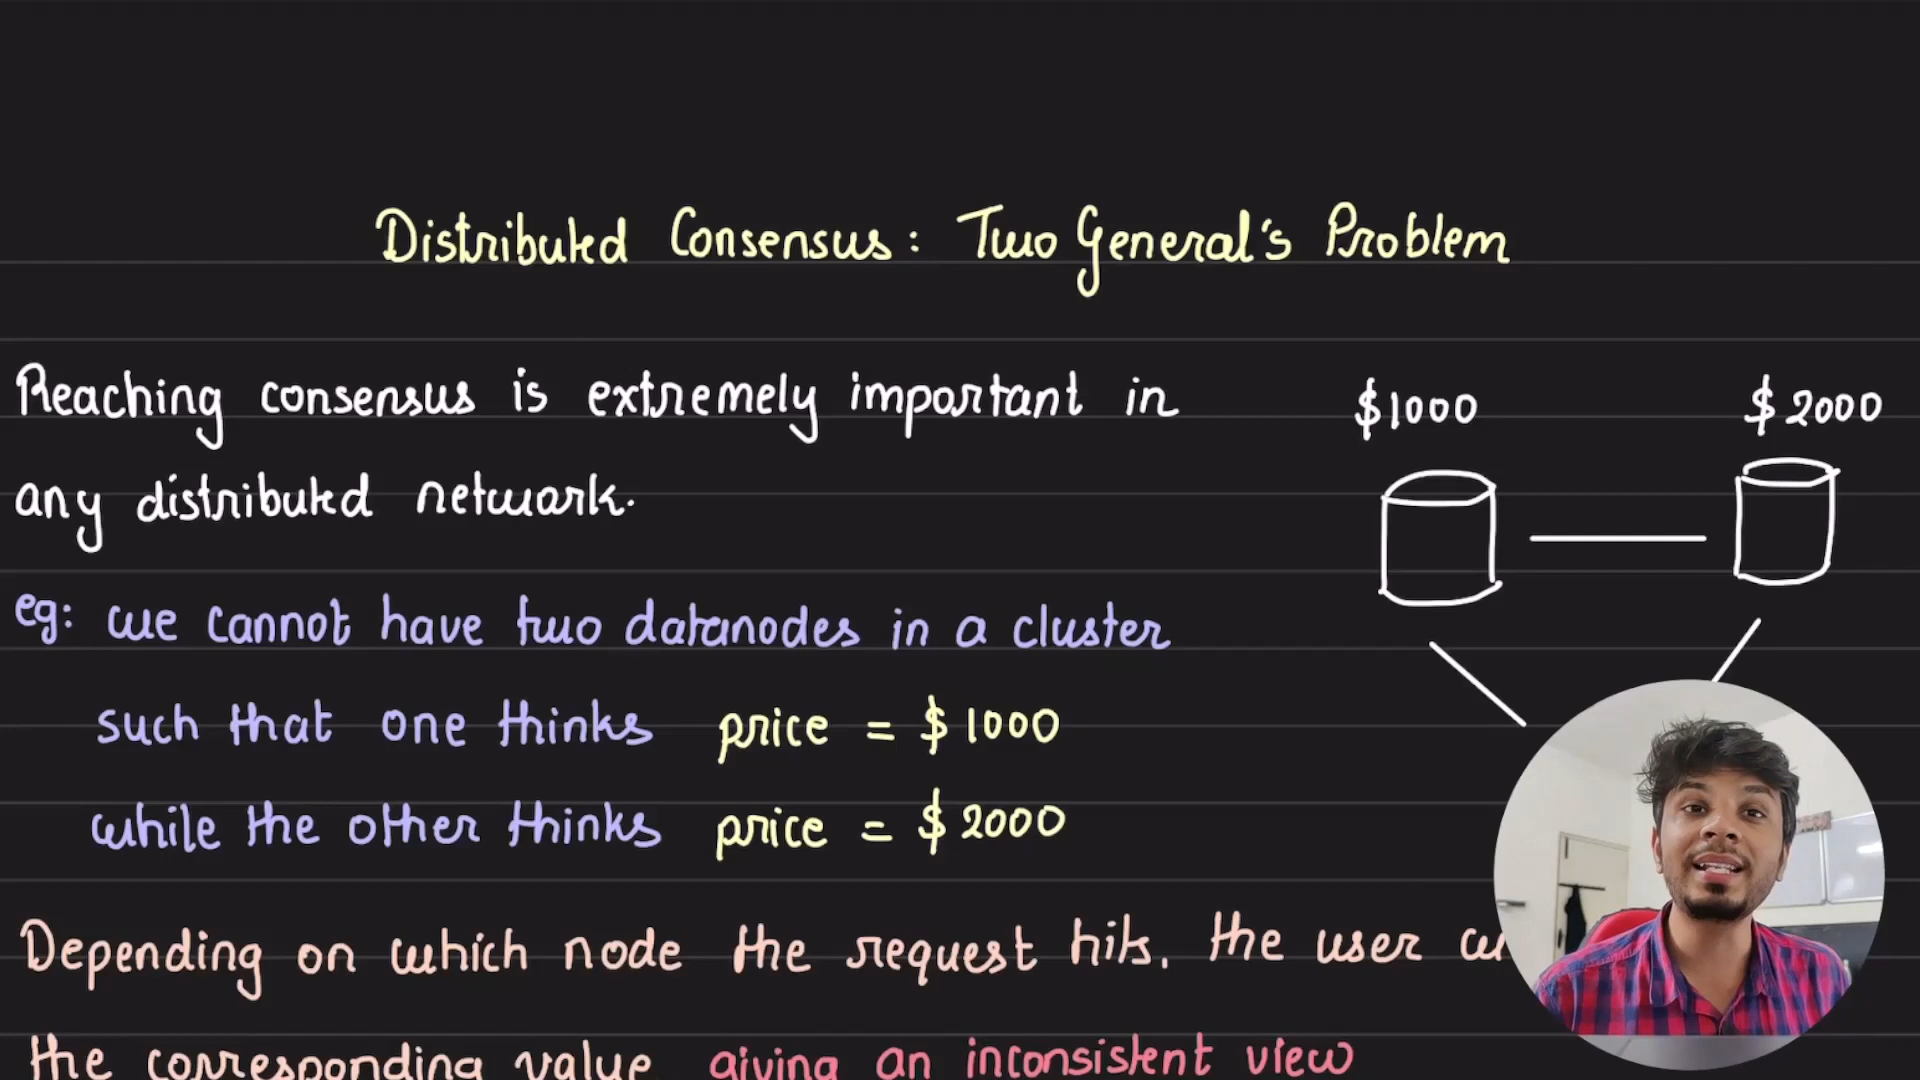 Distributed Consensus: Two General's Problem
Reaching consensus is extremely important in
any distributed network.
$1000
$2000
eg: we cannot have two datanodes in a cluster
such that one thinks price = $1000
while the other thinks price = $2000
Depending on which node the request hits, the user
the corresponding value giving an inconsistent view